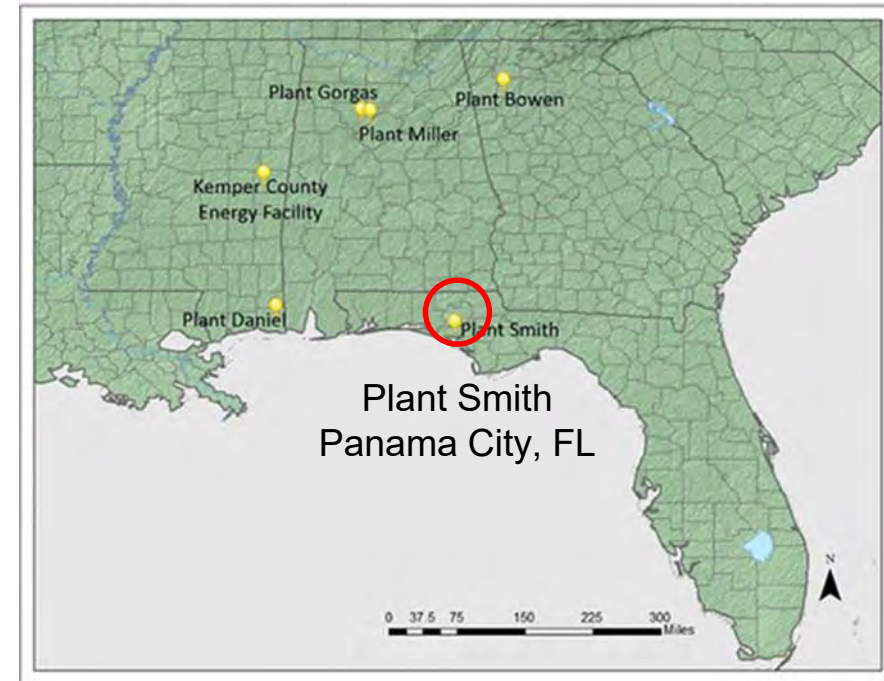 Plant Gorgas
Plant Bowen
Plant Miller
Kemper County
Energy Facility
Plant Daniel
Plant Smith
Plant Smith
Panama City, FL
N
0 37.5 75 150 225 300
Miles